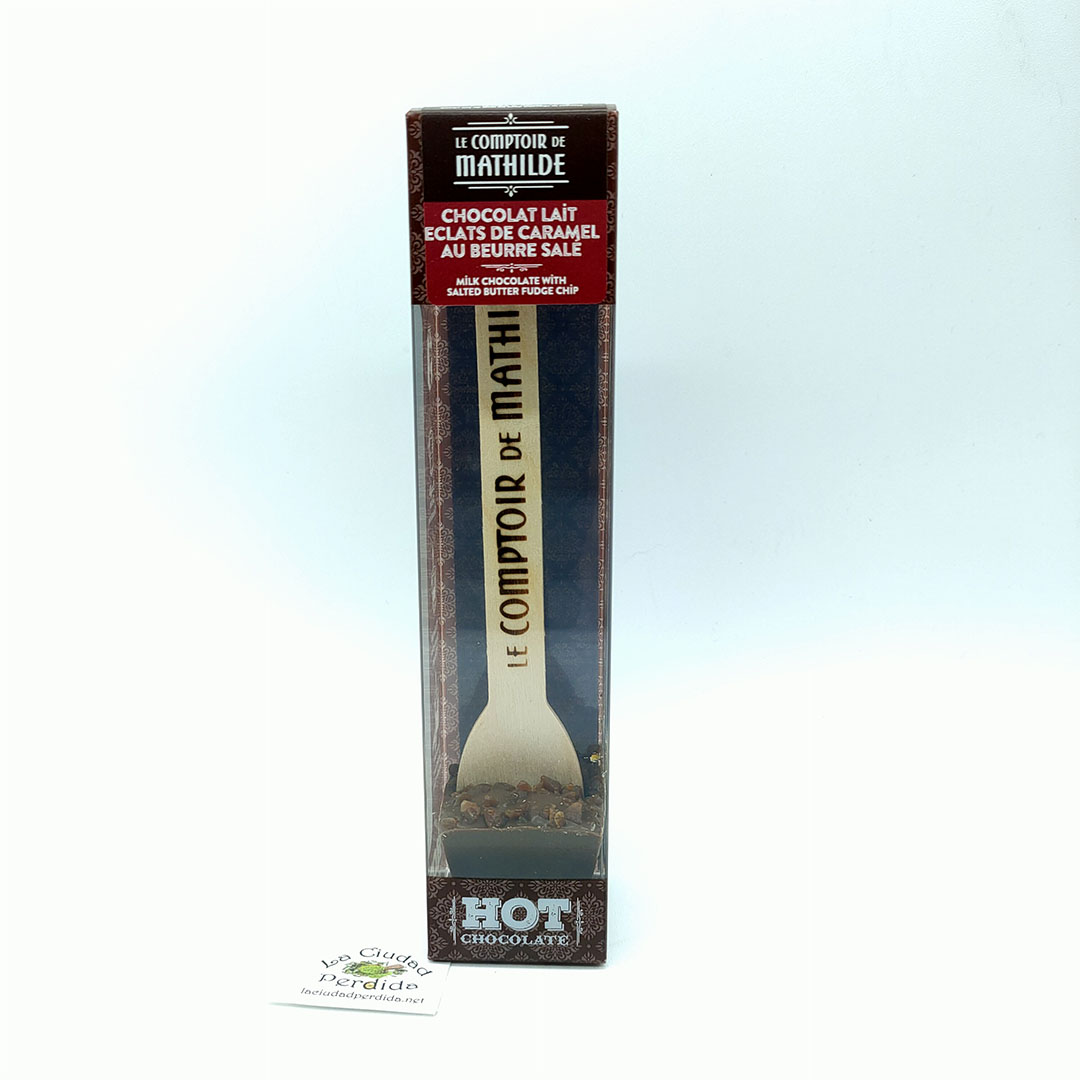 LE COMPTOIR DE
MATHILDE
CHOCOLAT LAIT
ECLATS DE CARAMEL
AU BEURRE SALÉ
MILK CHOCOLATE WITH
SALTED BUTTER FUDGE CHIP
LE COMPTOIR DE MATHI
HOT
CHOCOLATE
La Ciudad
Perdida
laciudadperdida.net